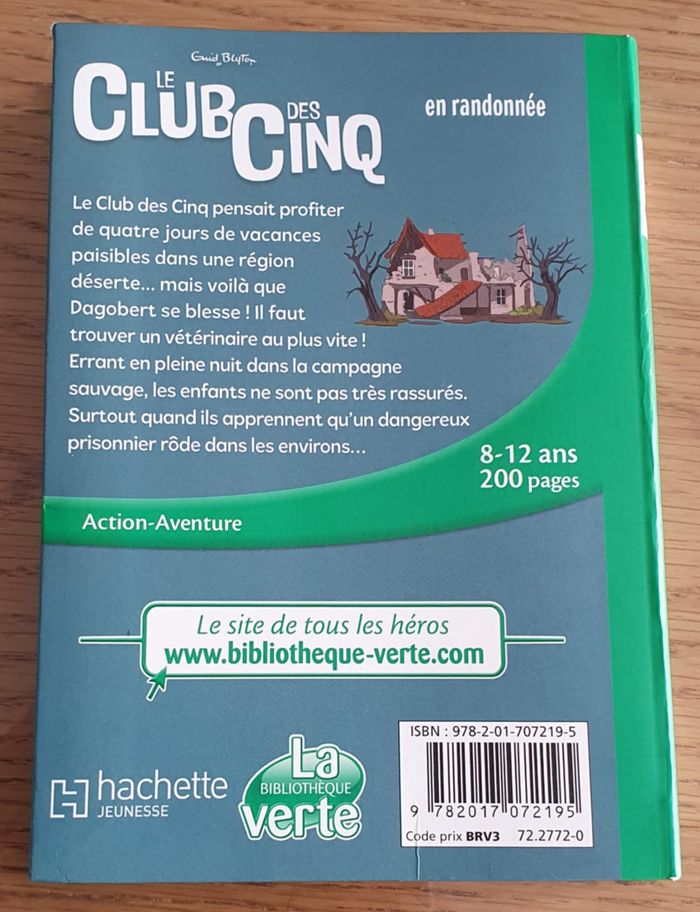 Enid Blyton
LE
CLUB DES
CINQ
en randonnée
Le Club des Cinq pensait profiter
de quatre jours de vacances
paisibles dans une région
déserte... mais voilà que
Dagobert se blesse ! Il faut
trouver un vétérinaire au plus vite !
Errant en pleine nuit dans la campagne
sauvage, les enfants ne sont pas très rassurés.
Surtout quand ils apprennent qu'un dangereux
prisonnier rôde dans les environs...
8-12 ans
200 pages
Action-Aventure
Le site de tous les héros
www.bibliotheque-verte.com
hachette
JEUNESSE
La
BIBLIOTHÈQUE
verte
ISBN : 978-2-01-707219-5
9 782017 072195
Code prix BRV3 72.2772-0